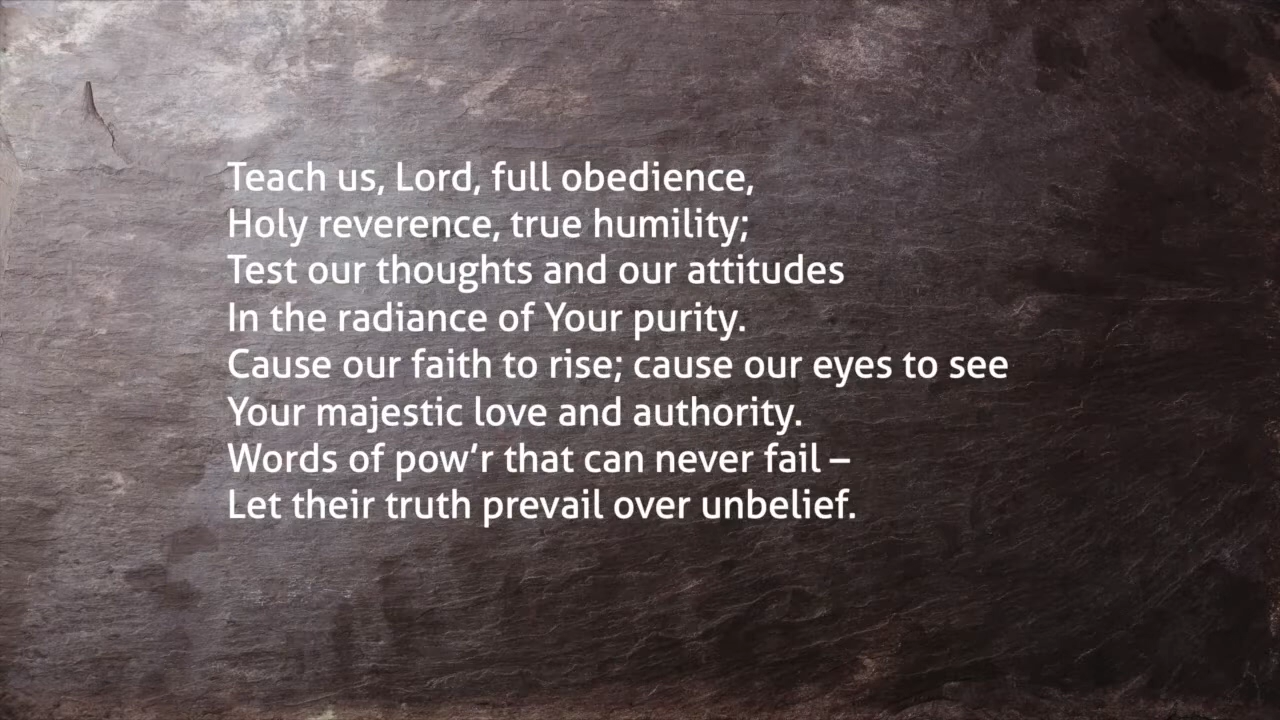 Teach us, Lord, full obedience,
Holy reverence, true humility;
Test our thoughts and our attitudes
In the radiance of Your purity.
Cause our faith to rise; cause our eyes to see
Your majestic love and authority.
Words of pow’r that can never fail –
Let their truth prevail over unbelief.